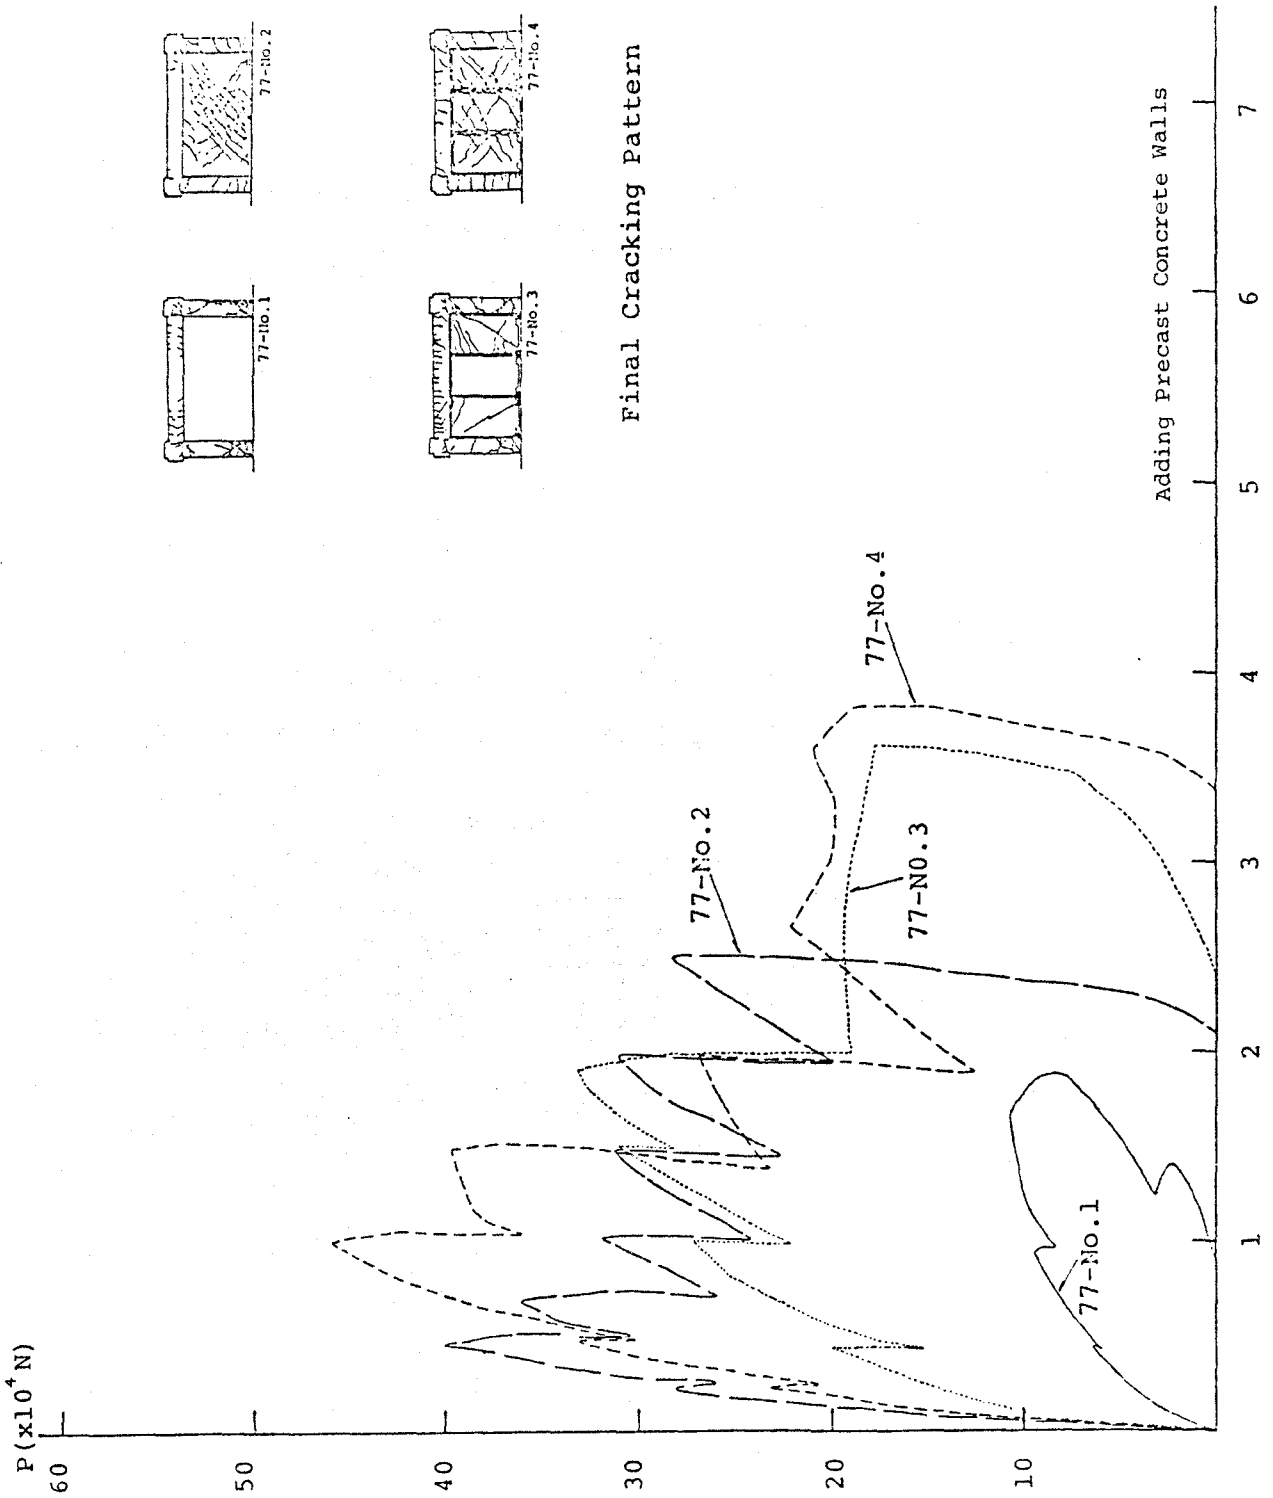 P(x10⁴N)
60
50
40
30
20
10
1
2
3
4
5
6
7
77-No.1
77-No.2
77-NO.3
77-No.4
77-No.1
77-No.2
77-No.3
77-No.4
Final Cracking Pattern
Adding Precast Concrete Walls